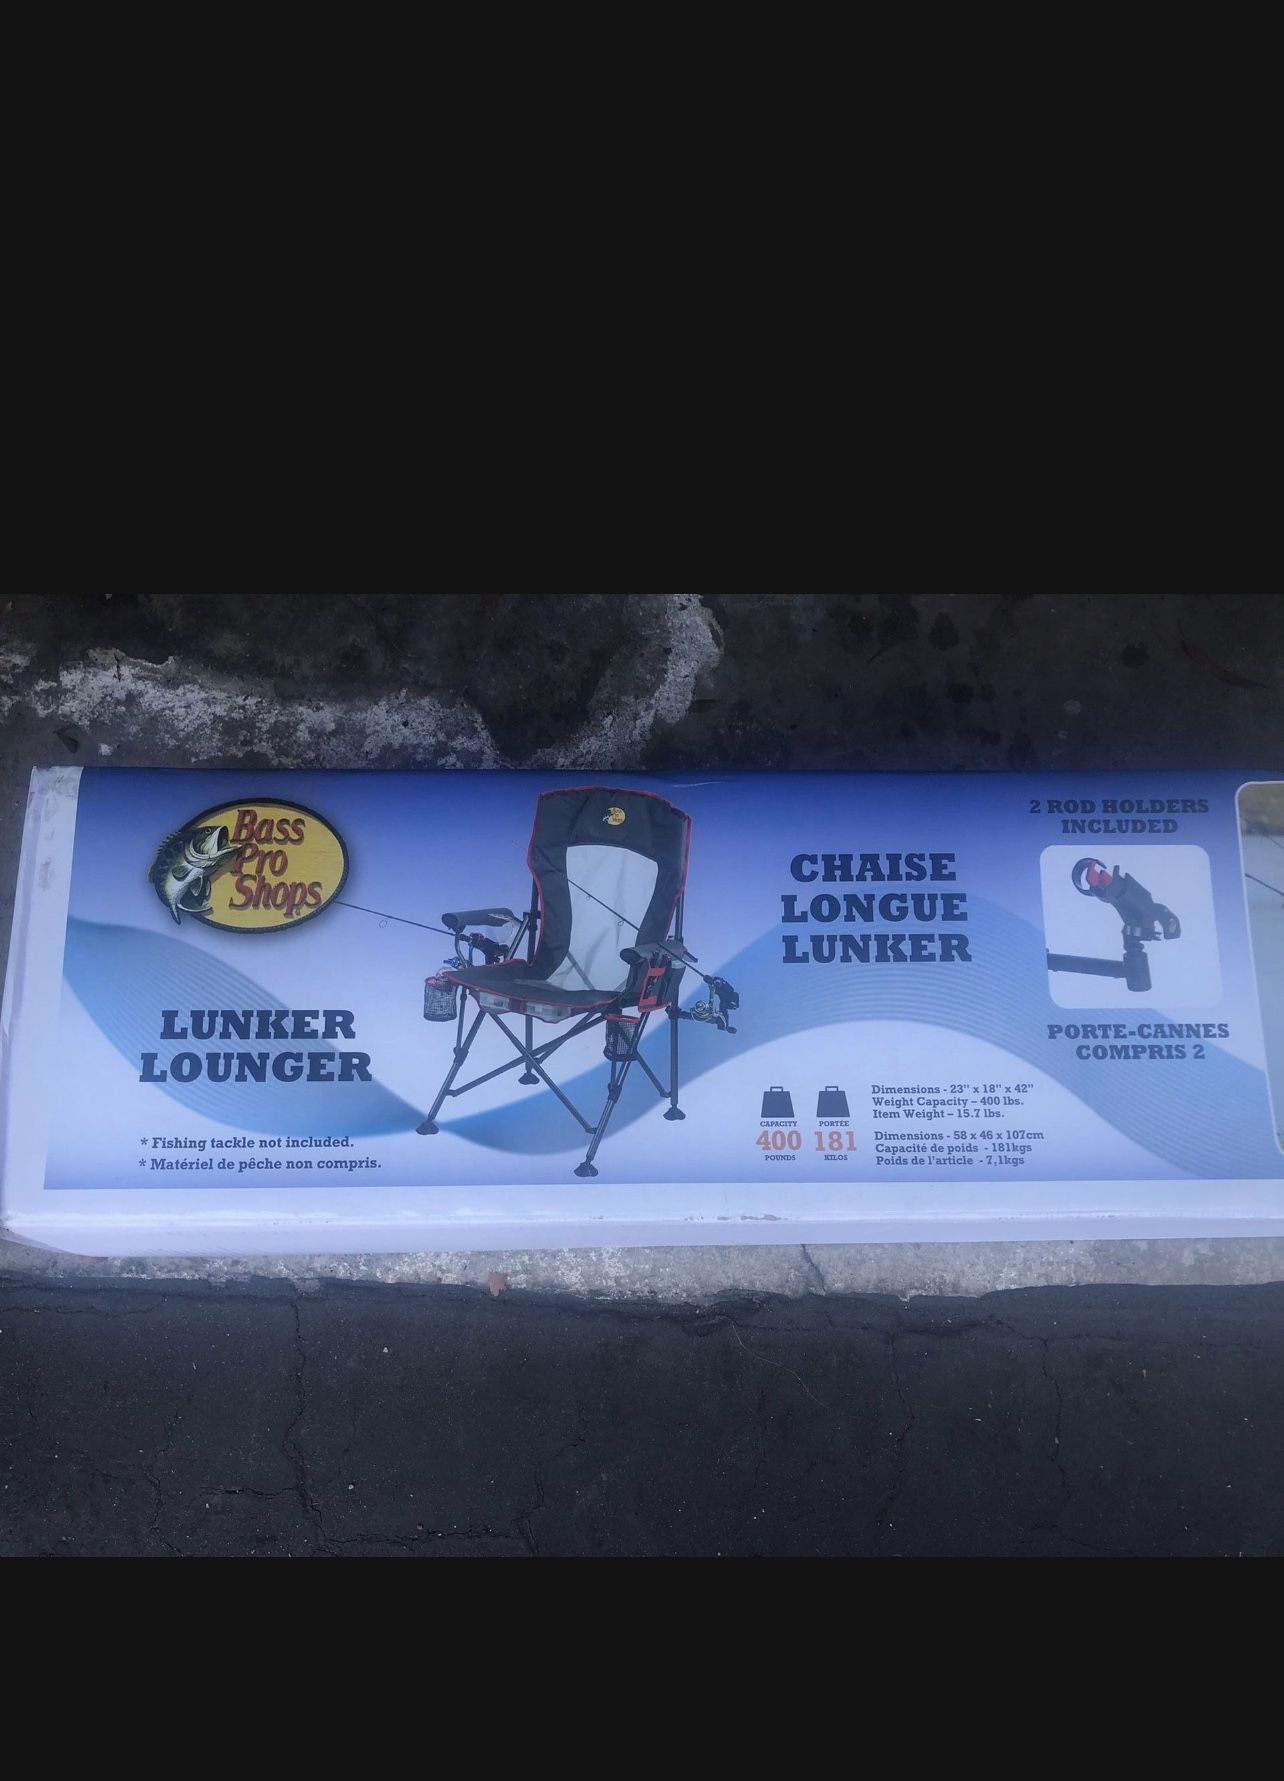 Bass
Pro
Shops
LUNKER
LOUNGER
* Fishing tackle not included.
* Matériel de pêche non compris.
CHAISE
LONGUE
LUNKER
CAPACITY
400
POUNDS
PORTÉE
181
KILOS
Dimensions - 23" x 18" x 42"
Weight Capacity – 400 lbs.
Item Weight – 15.7 lbs.
Dimensions - 58 x 46 x 107cm
Capacité de poids - 181kgs
Poids de l'article - 7,1kgs
2 ROD HOLDERS
INCLUDED
PORTE-CANNES
COMPRIS 2